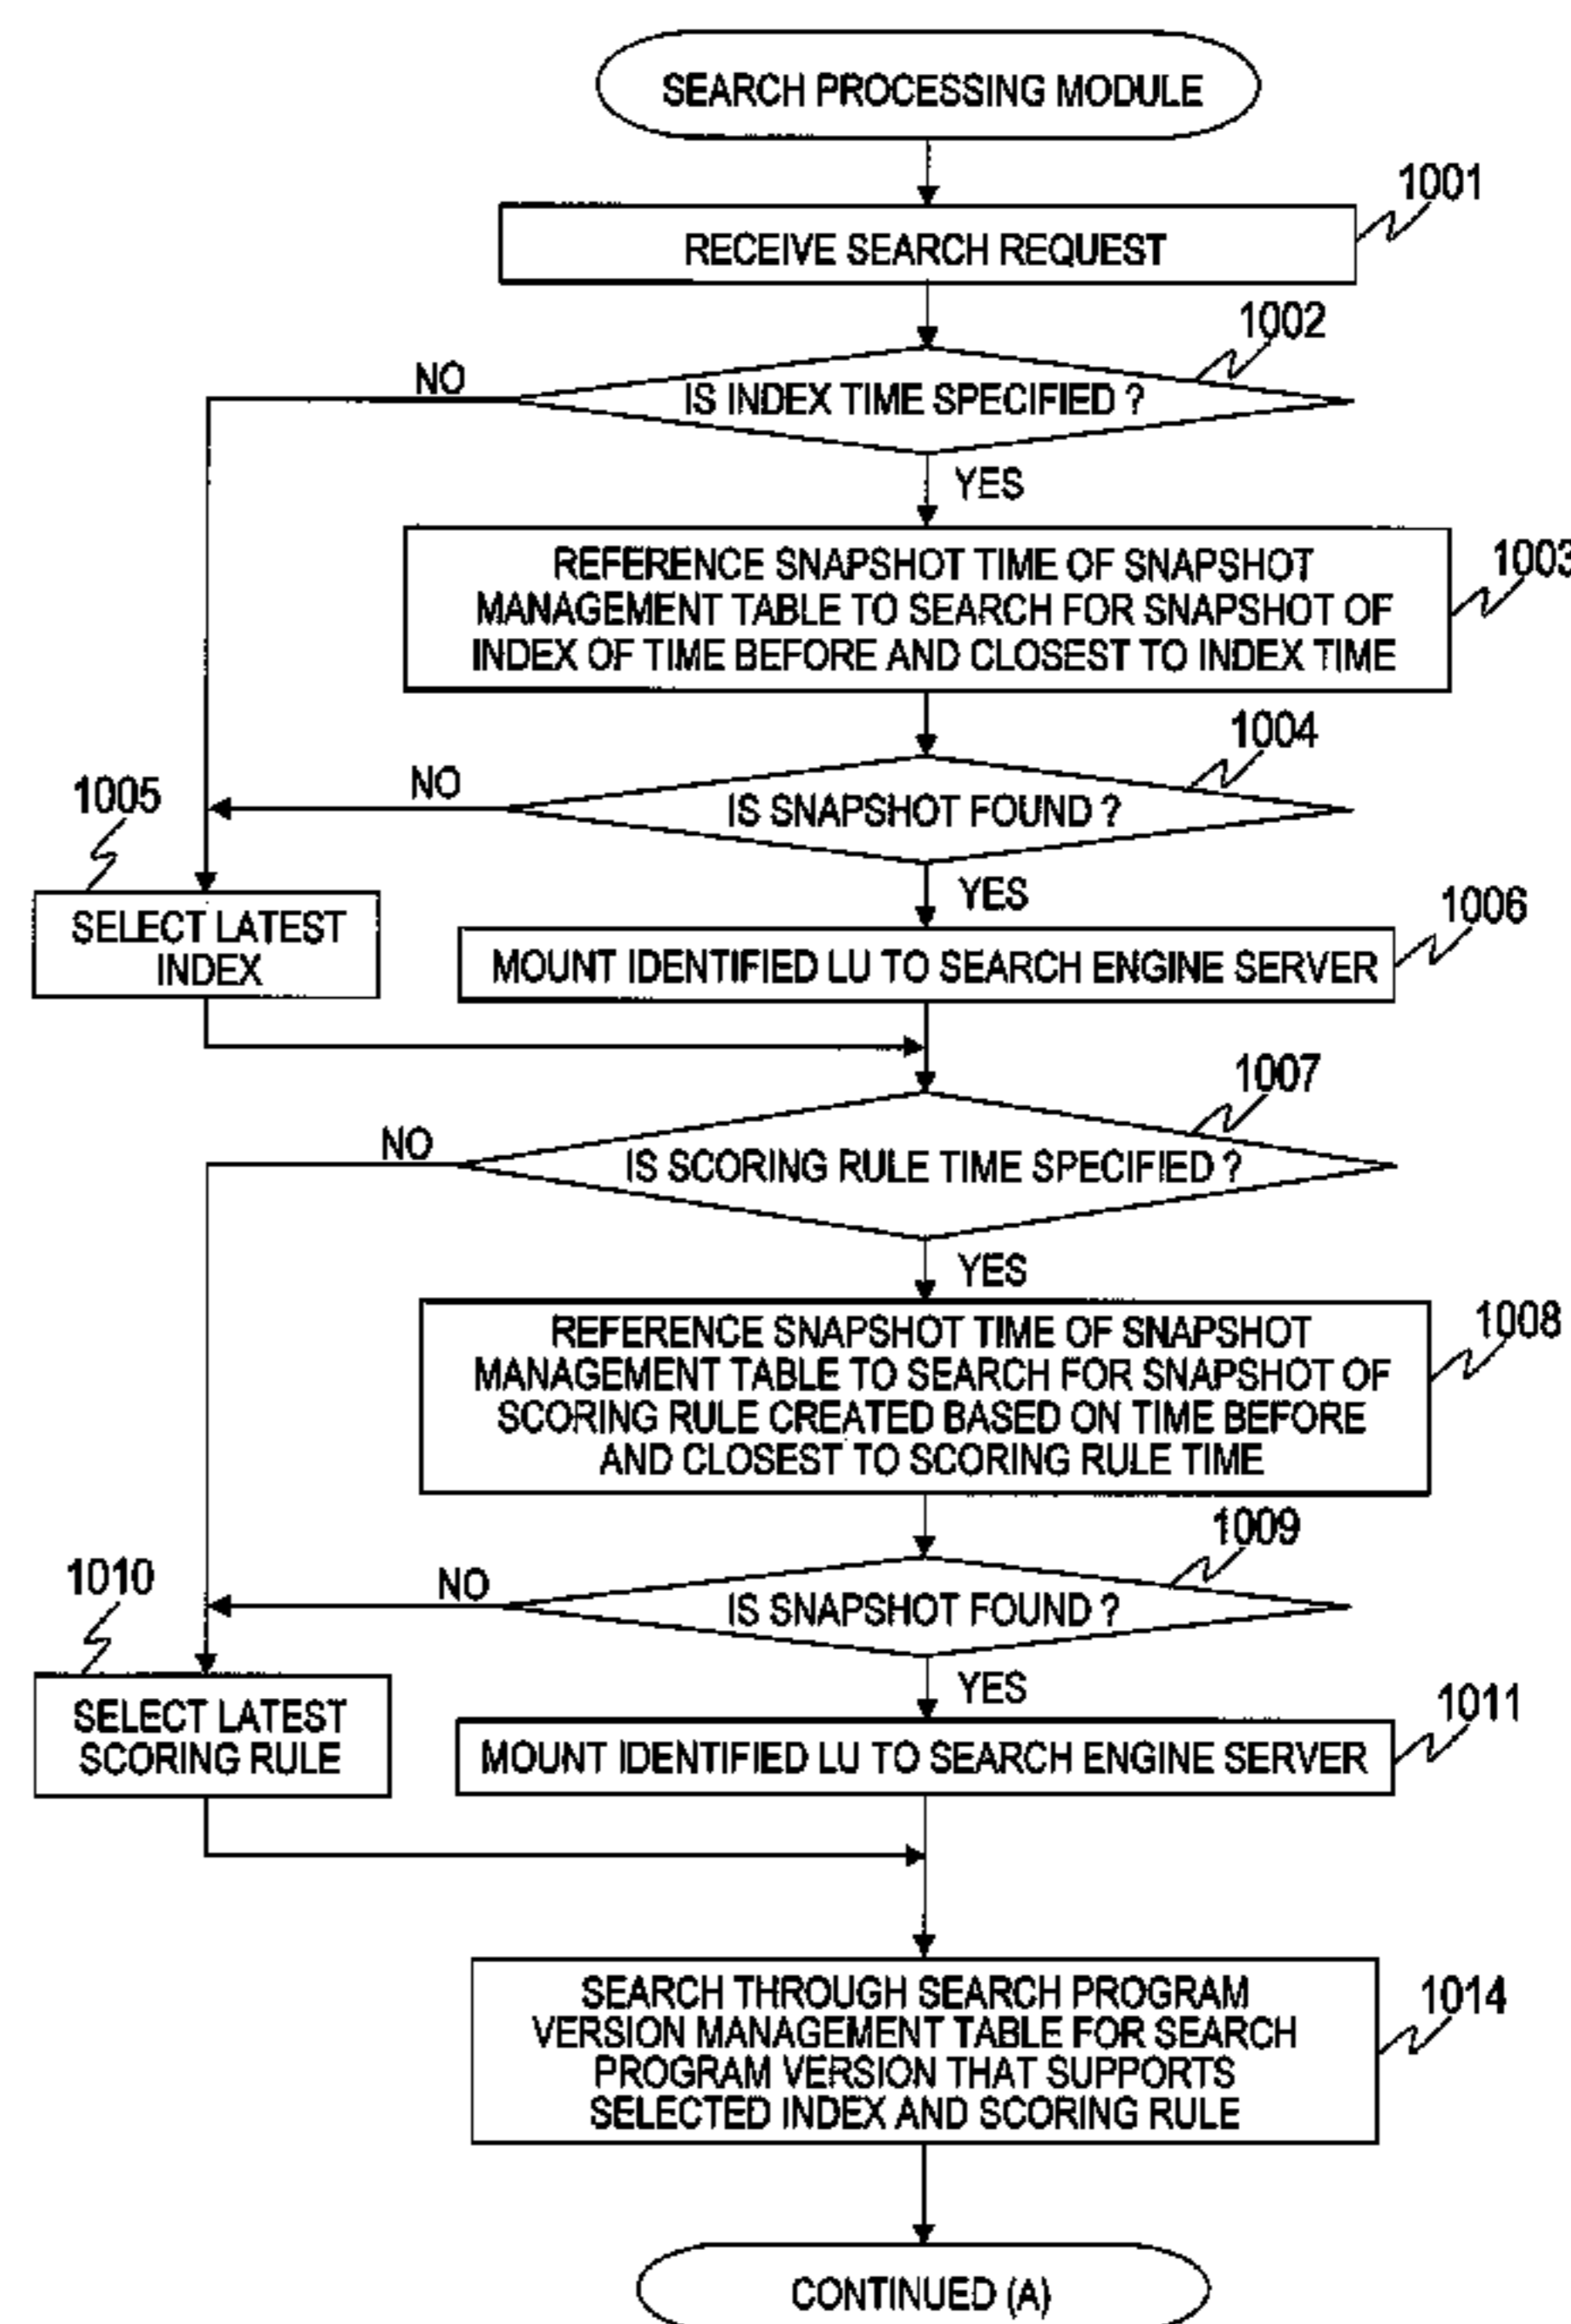 SEARCH PROCESSING MODULE
1001
RECEIVE SEARCH REQUEST
1002
NO
IS INDEX TIME SPECIFIED ?
YES
REFERENCE SNAPSHOT TIME OF SNAPSHOT
MANAGEMENT TABLE TO SEARCH FOR SNAPSHOT OF
INDEX OF TIME BEFORE AND CLOSEST TO INDEX TIME
1003
1004
NO
IS SNAPSHOT FOUND ?
1005
YES
SELECT LATEST
INDEX
1006
MOUNT IDENTIFIED LU TO SEARCH ENGINE SERVER
1007
NO
IS SCORING RULE TIME SPECIFIED ?
YES
REFERENCE SNAPSHOT TIME OF SNAPSHOT
MANAGEMENT TABLE TO SEARCH FOR SNAPSHOT OF
SCORING RULE CREATED BASED ON TIME BEFORE
AND CLOSEST TO SCORING RULE TIME
1008
1009
NO
IS SNAPSHOT FOUND ?
1010
YES
SELECT LATEST
SCORING RULE
1011
MOUNT IDENTIFIED LU TO SEARCH ENGINE SERVER
SEARCH THROUGH SEARCH PROGRAM
VERSION MANAGEMENT TABLE FOR SEARCH
PROGRAM VERSION THAT SUPPORTS
SELECTED INDEX AND SCORING RULE
1014
CONTINUED (A)